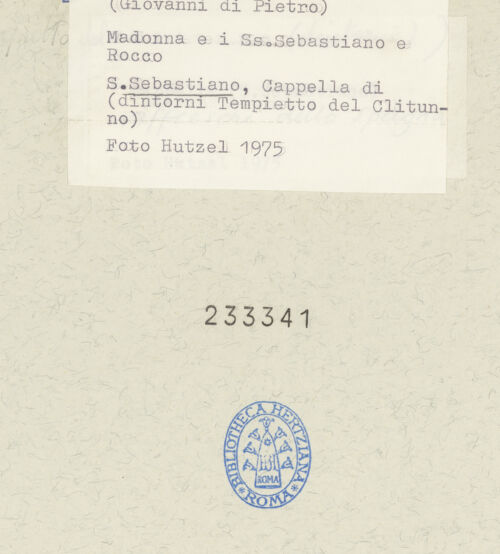 (Giovanni di Pietro)
Madonna e i Ss.Sebastiano e
Rocco
S.Sebastiano, Cappella di
(dintorni Tempietto del Clitun-
no)
Foto Hutzel 1975
233341
BIBLIOTHECA HERTZIANA
ROMA
ROMA